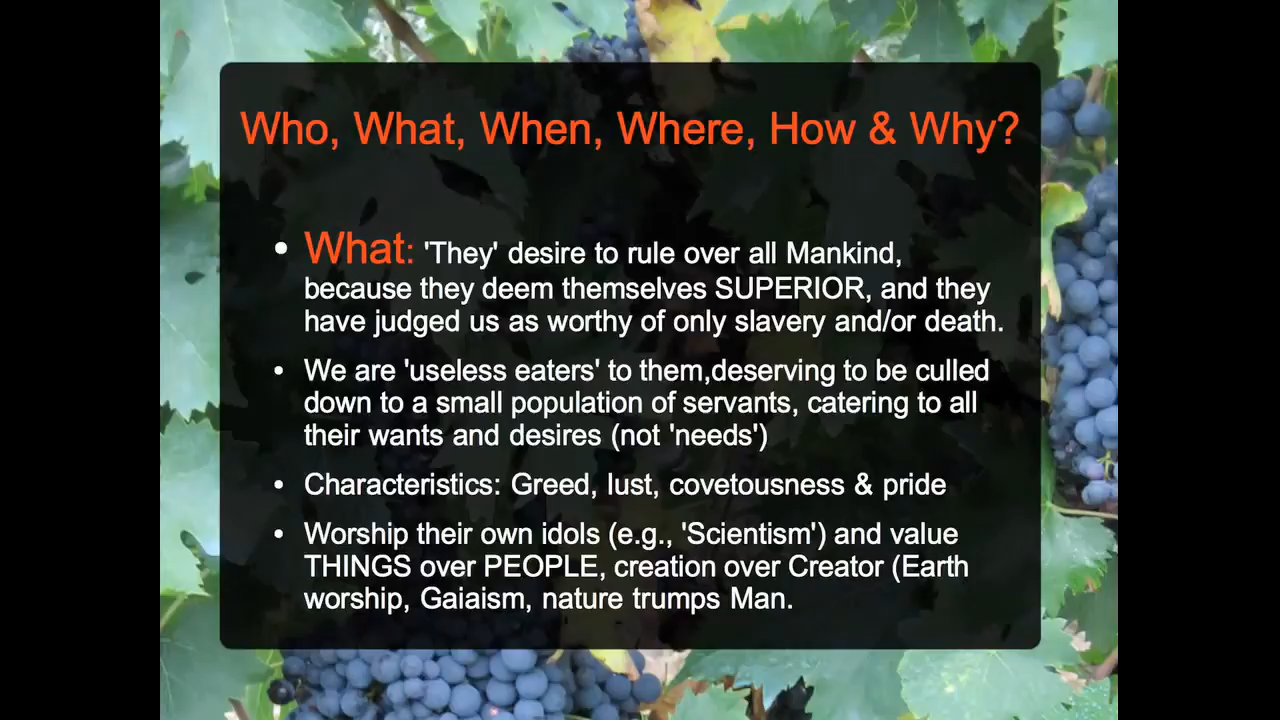 Who, What, When, Where, How & Why?
• What: 'They' desire to rule over all Mankind,
because they deem themselves SUPERIOR, and they
have judged us as worthy of only slavery and/or death.
• We are 'useless eaters' to them,deserving to be culled
down to a small population of servants, catering to all
their wants and desires (not 'needs')
• Characteristics: Greed, lust, covetousness & pride
• Worship their own idols (e.g., 'Scientism') and value
THINGS over PEOPLE, creation over Creator (Earth
worship, Gaiaism, nature trumps Man.